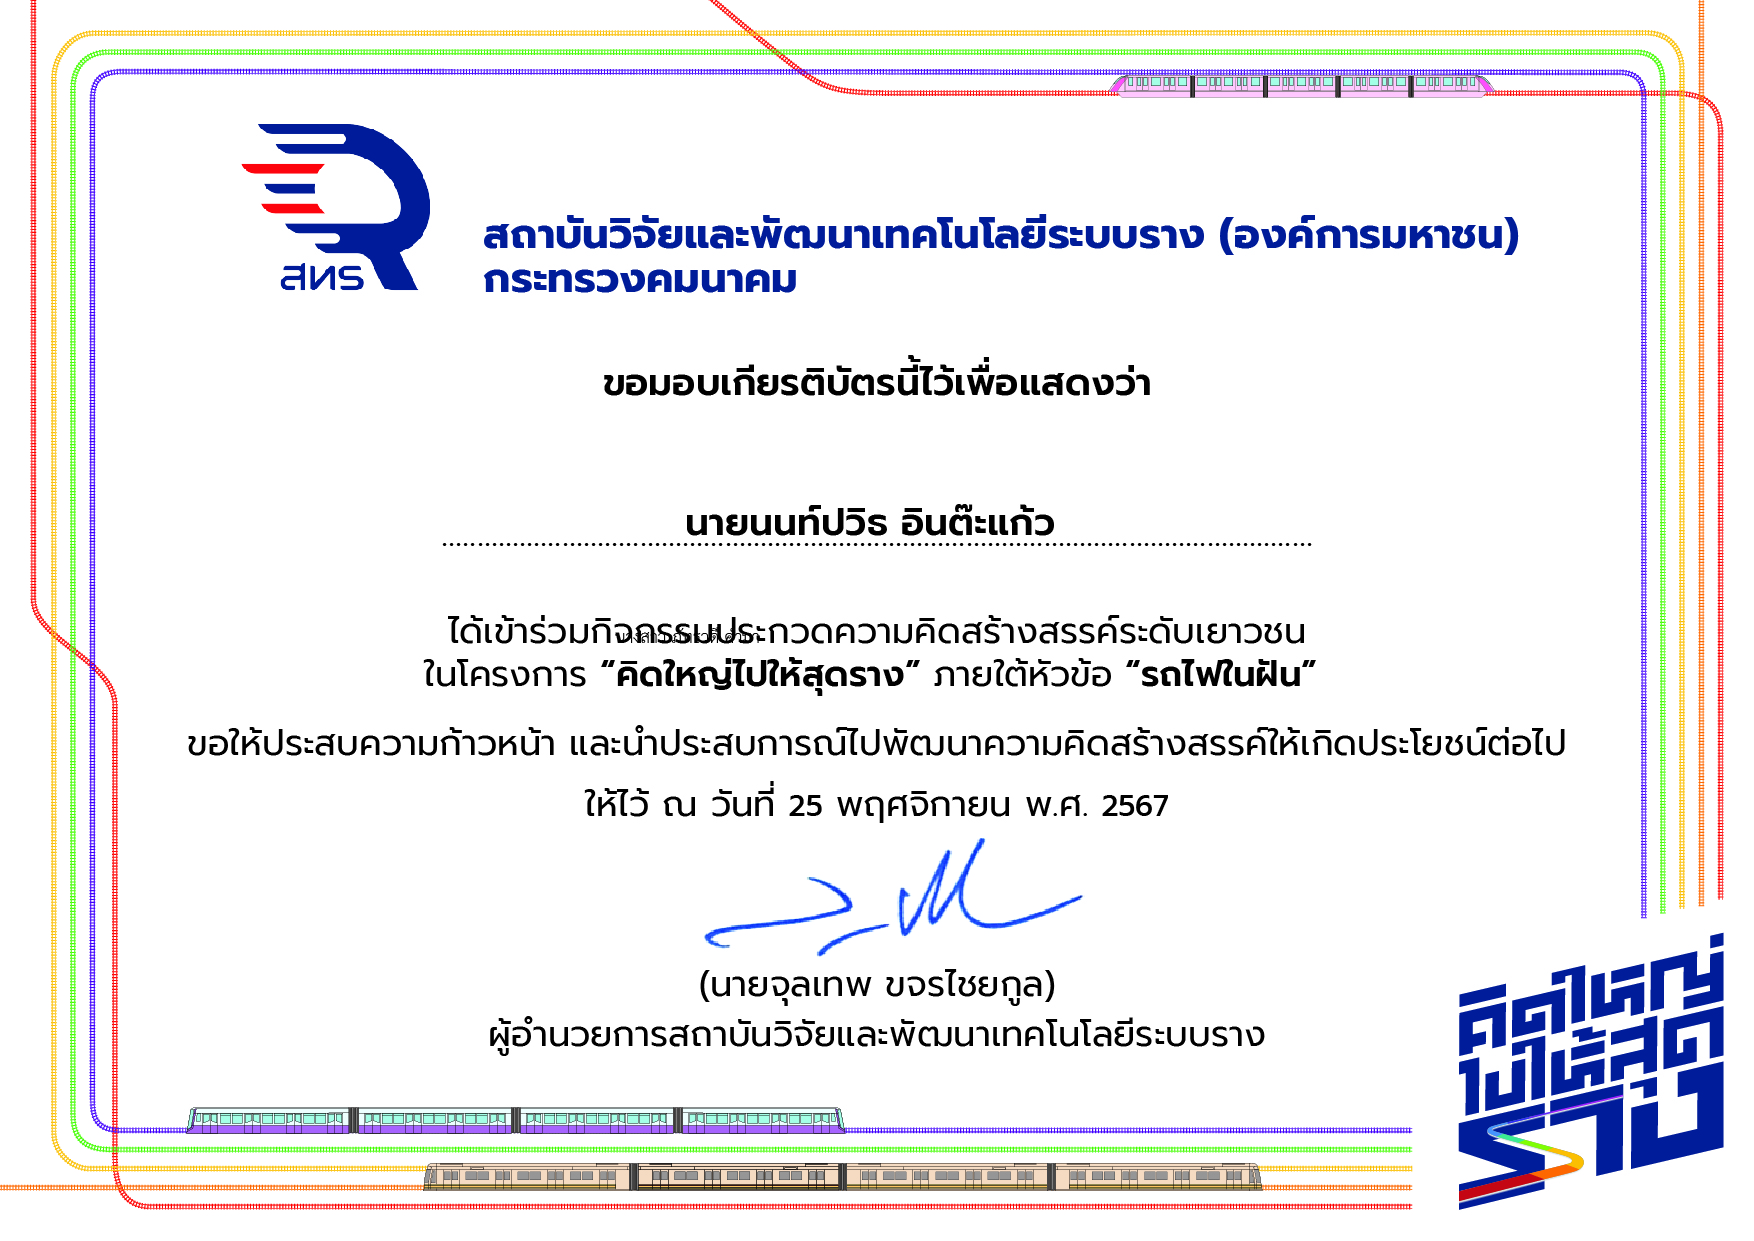 สทร
สถาบันวิจัยและพัฒนาเทคโนโลยีระบบราง (องค์การมหาชน)
กระทรวงคมนาคม
ขอมอบเกียรติบัตรนี้ไว้เพื่อแสดงว่า
นายนนท์ปวิธ อินต๊ะแก้ว
ได้เข้าร่วมกิจกรรมประกวดความคิดสร้างสรรค์ระดับเยาวชน
ในโครงการ “คิดใหญ่ไปให้สุดราง” ภายใต้หัวข้อ “รถไฟในฝัน”
ขอให้ประสบความก้าวหน้า และนำประสบการณ์ไปพัฒนาความคิดสร้างสรรค์ให้เกิดประโยชน์ต่อไป
ให้ไว้ ณ วันที่ 25 พฤศจิกายน พ.ศ. 2567
(นายจุลเทพ ขจรไชยกูล)
ผู้อำนวยการสถาบันวิจัยและพัฒนาเทคโนโลยีระบบราง
คิดใหญ่
ไปให้สุด
ราง